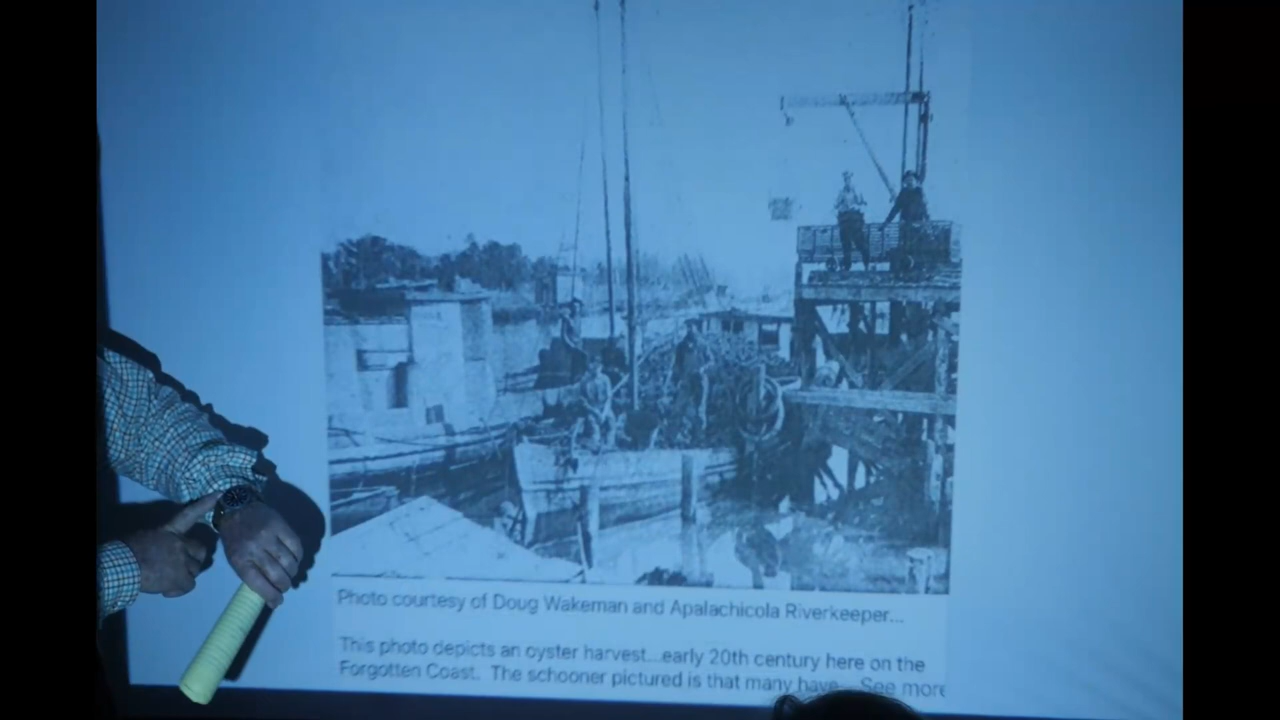 Photo courtesy of Doug Wakeman and Apalachicola Riverkeeper...
This photo depicts an oyster harvest...early 20th century here on the
Forgotten Coast. The schooner pictured is that many have... See more